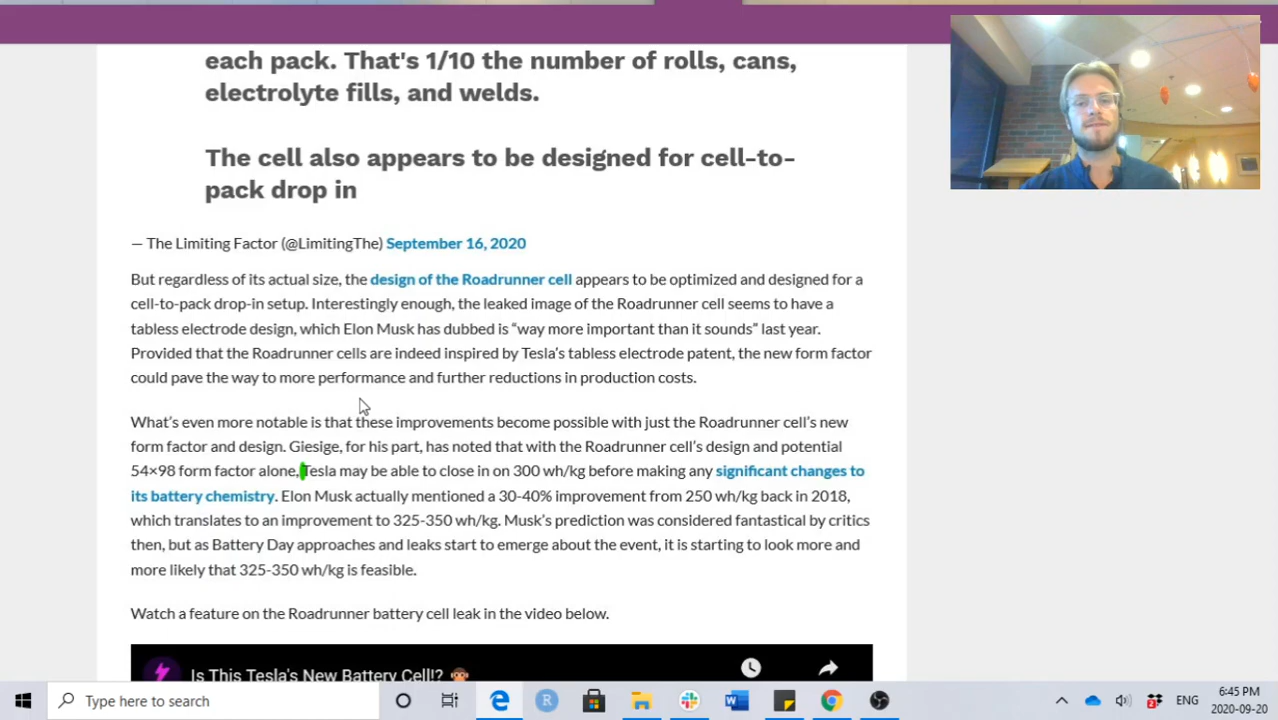 each pack. That's 1/10 the number of rolls, cans,
electrolyte fills, and welds.
The cell also appears to be designed for cell-to-
pack drop in
— The Limiting Factor (@LimitingThe) September 16, 2020
But regardless of its actual size, the design of the Roadrunner cell appears to be optimized and designed for a
cell-to-pack drop-in setup. Interestingly enough, the leaked image of the Roadrunner cell seems to have a
tabless electrode design, which Elon Musk has dubbed is “way more important than it sounds” last year.
Provided that the Roadrunner cells are indeed inspired by Tesla’s tabless electrode patent, the new form factor
could pave the way to more performance and further reductions in production costs.
What’s even more notable is that these improvements become possible with just the Roadrunner cell’s new
form factor and design. Giesige, for his part, has noted that with the Roadrunner cell’s design and potential
54×98 form factor alone, Tesla may be able to close in on 300 wh/kg before making any significant changes to
its battery chemistry. Elon Musk actually mentioned a 30-40% improvement from 250 wh/kg back in 2018,
which translates to an improvement to 325-350 wh/kg. Musk’s prediction was considered fantastical by critics
then, but as Battery Day approaches and leaks start to emerge about the event, it is starting to look more and
more likely that 325-350 wh/kg is feasible.
Watch a feature on the Roadrunner battery cell leak in the video below.
Is This Tesla's New Battery Cell!?
Type here to search
R
W
ENG
6:45 PM
2020-09-20